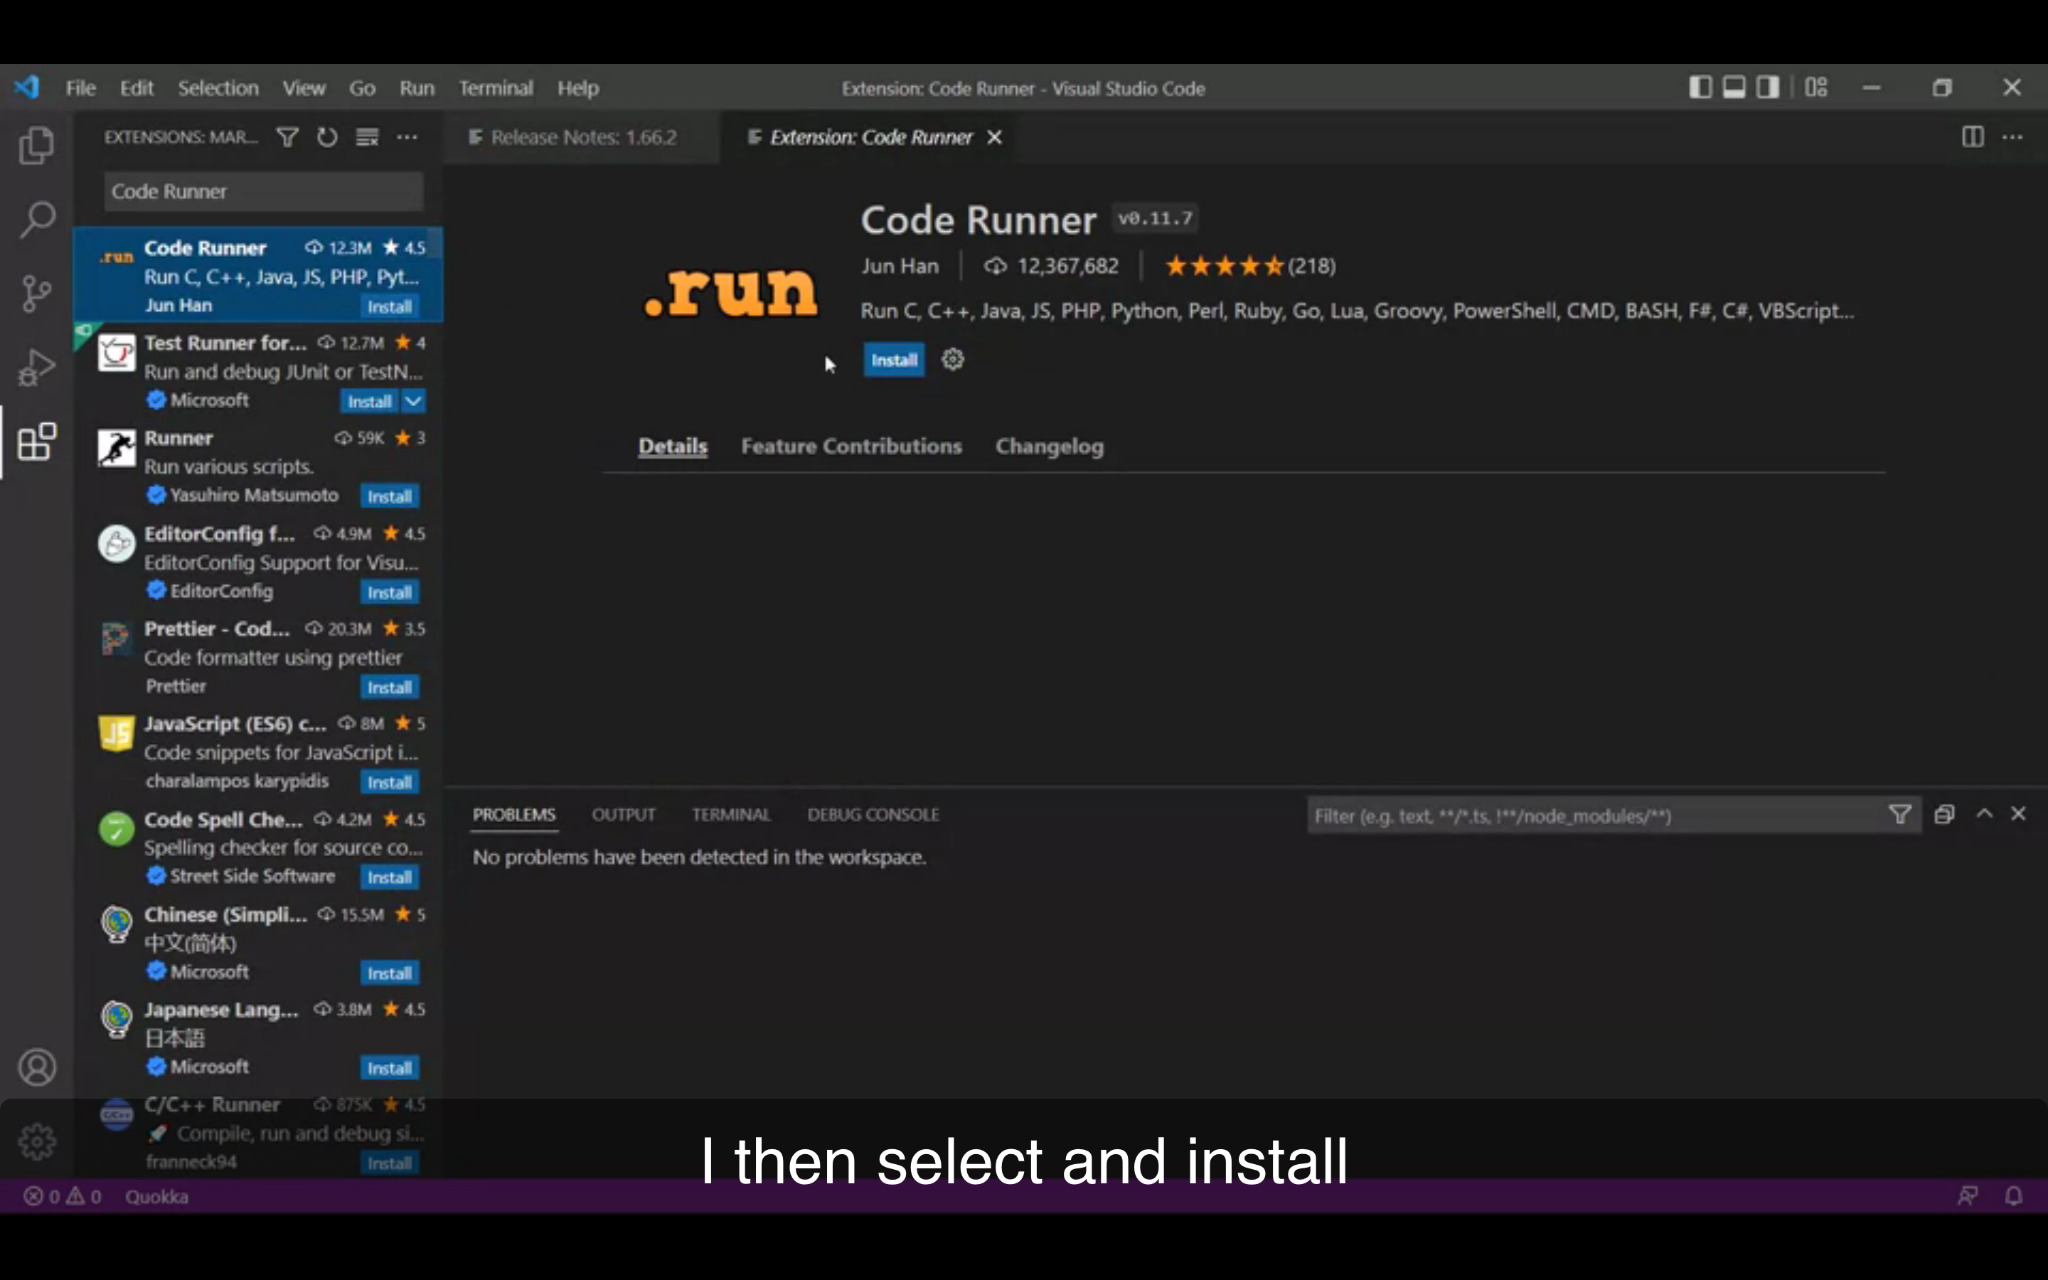 File Edit Selection View Go Run Terminal Help
Extension: Code Runner - Visual Studio Code
EXTENSIONS: MAR...
Code Runner
.run
Code Runner 12.3M ★ 4.5
Run C, C++, Java, JS, PHP, Pyt...
Jun Han Install
Test Runner for... 12.7M ★ 4
Run and debug JUnit or TestN...
Microsoft Install
Runner 59K ★ 3
Run various scripts.
Yasuhiro Matsumoto Install
EditorConfig f... 4.9M ★ 4.5
EditorConfig Support for Visu...
EditorConfig Install
Prettier - Cod... 20.3M ★ 3.5
Code formatter using prettier
Prettier Install
JS
JavaScript (ES6) c... 8M ★ 5
Code snippets for JavaScript i...
charalampos karypidis Install
Code Spell Che... 4.2M ★ 4.5
Spelling checker for source co...
Street Side Software Install
Chinese (Simpli... 15.5M ★ 5
中文(简体)
Microsoft Install
Japanese Lang... 3.8M ★ 4.5
日本語
Microsoft Install
C/C++
C/C++ Runner 875K ★ 4.5
Compile, run and debug si...
franneck94 Install
Release Notes: 1.66.2
Extension: Code Runner
.run
Code Runner v0.11.7
Jun Han | 12,367,682 | (218)
Run C, C++, Java, JS, PHP, Python, Perl, Ruby, Go, Lua, Groovy, PowerShell, CMD, BASH, F#, C#, VBScript...
Install
Details Feature Contributions Changelog
PROBLEMS OUTPUT TERMINAL DEBUG CONSOLE
Filter (e.g. text, **/*.ts, !**/node_modules/**)
No problems have been detected in the workspace.
I then select and install
0 0 Quokka